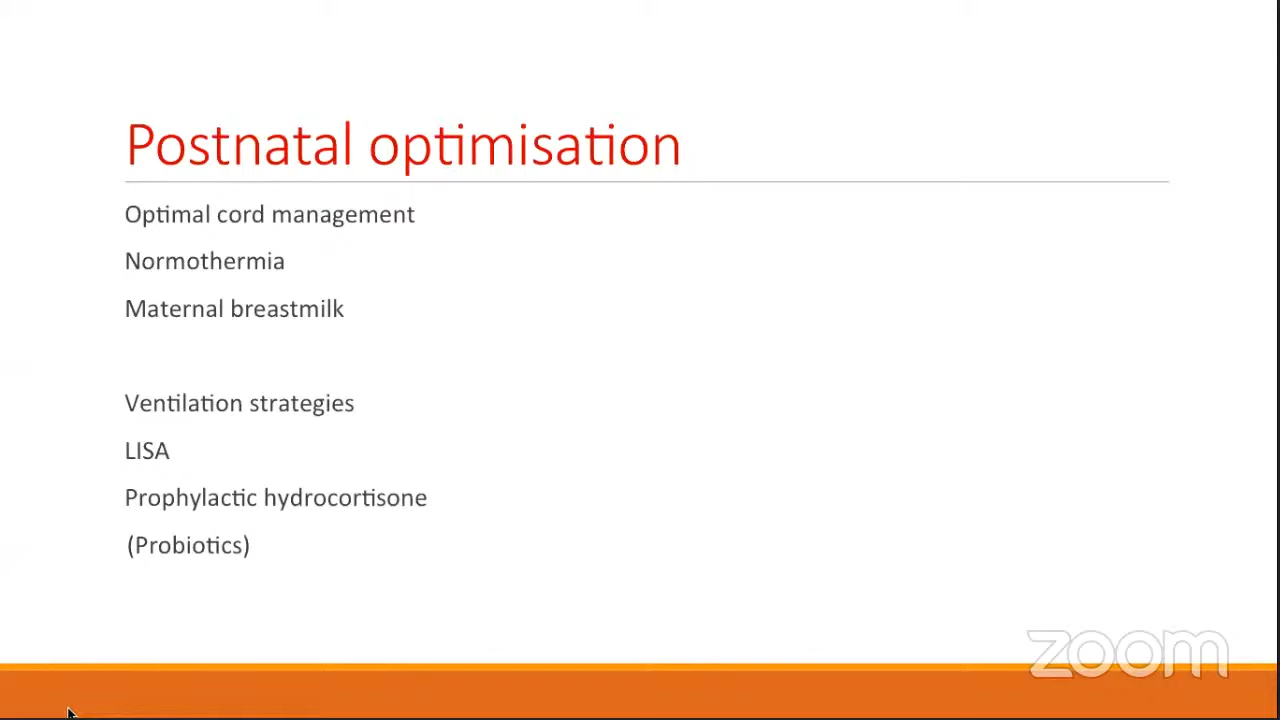 Postnatal optimisation
Optimal cord management
Normothermia
Maternal breastmilk
Ventilation strategies
LISA
Prophylactic hydrocortisone
(Probiotics)
zoom